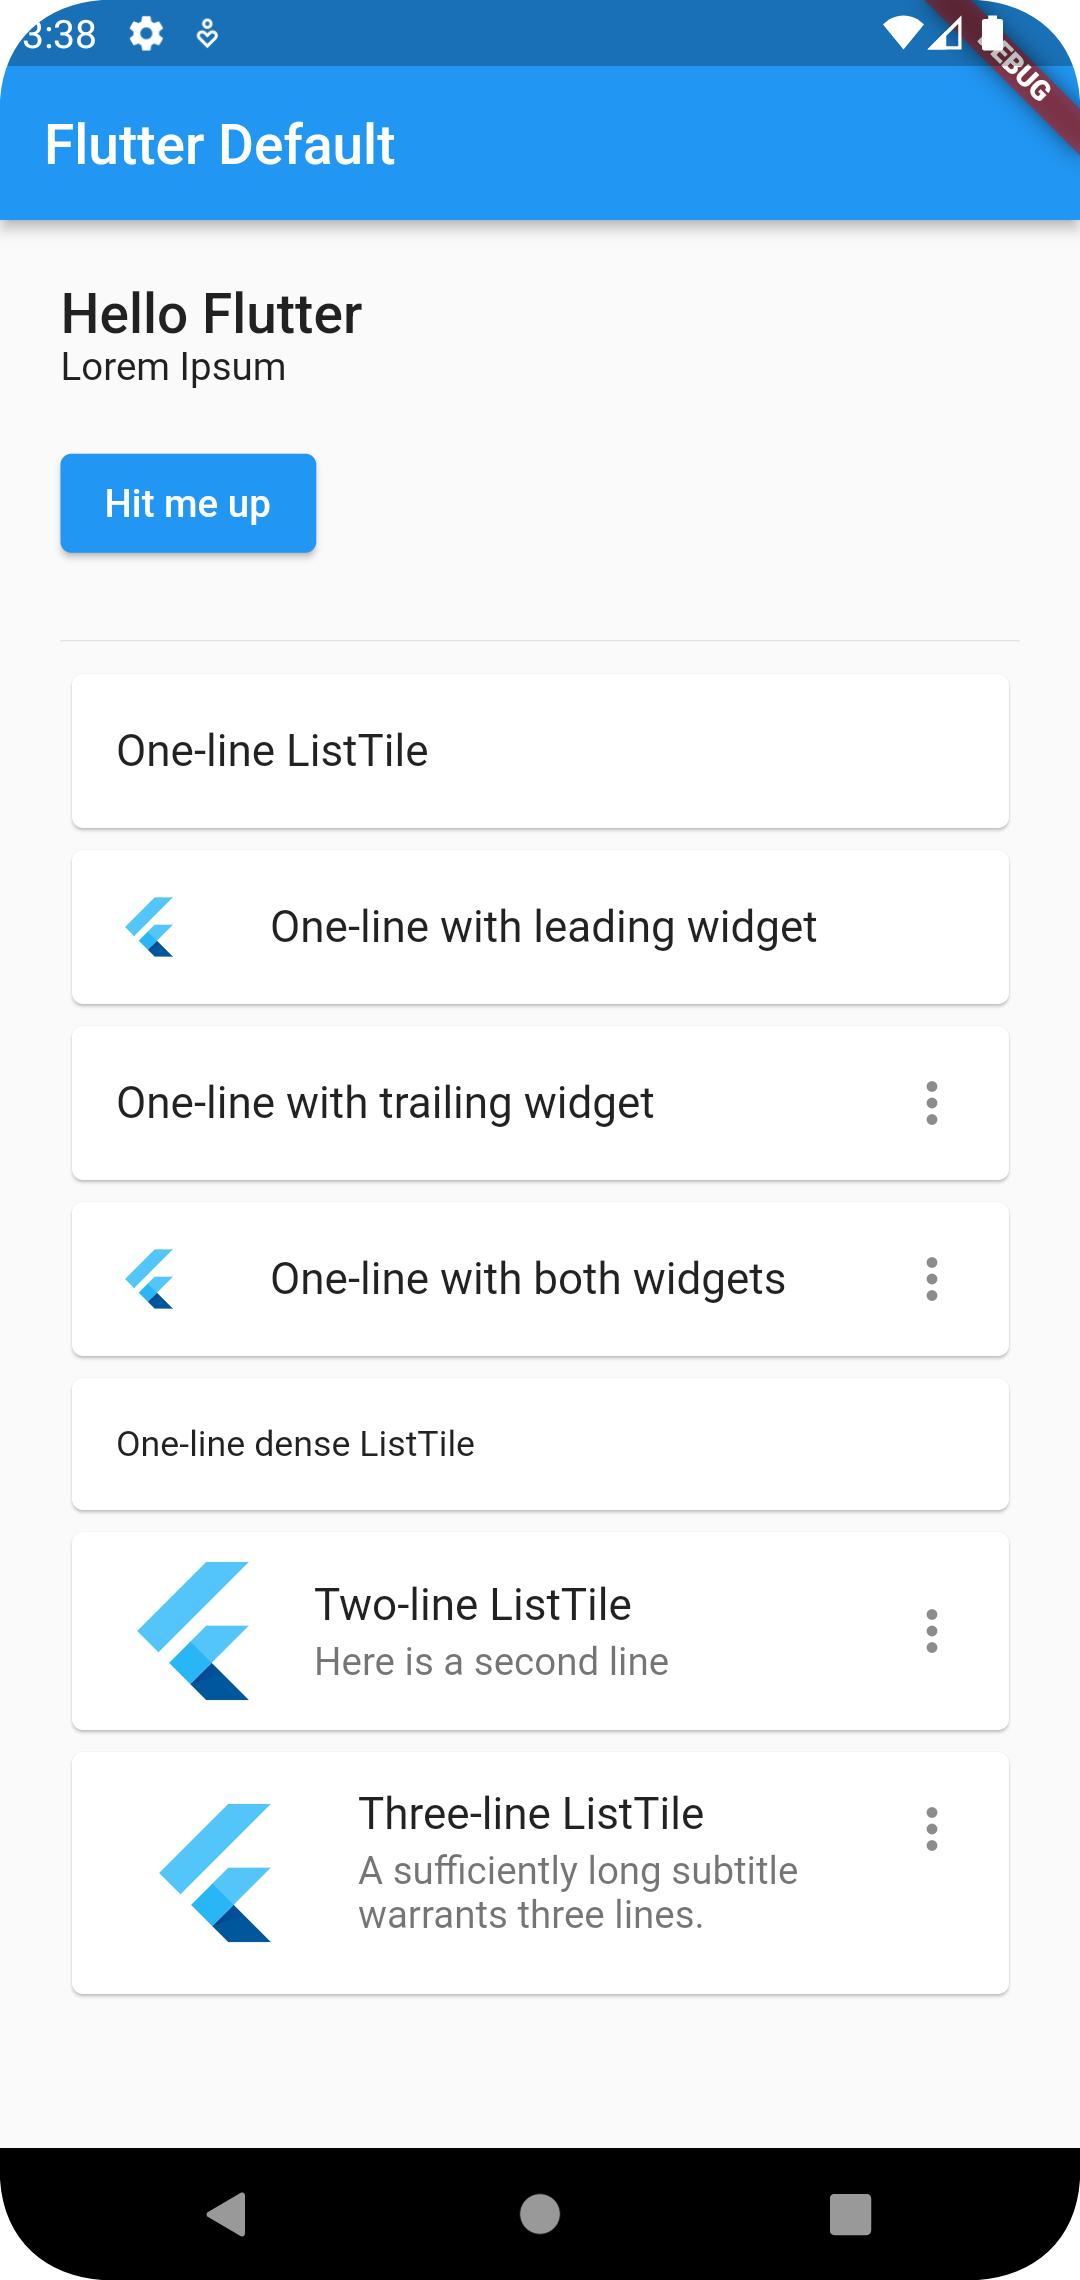 3:38
DEBUG
Flutter Default
Hello Flutter
Lorem Ipsum
Hit me up
One-line ListTile
One-line with leading widget
One-line with trailing widget
One-line with both widgets
One-line dense ListTile
Two-line ListTile
Here is a second line
Three-line ListTile
A sufficiently long subtitle
warrants three lines.